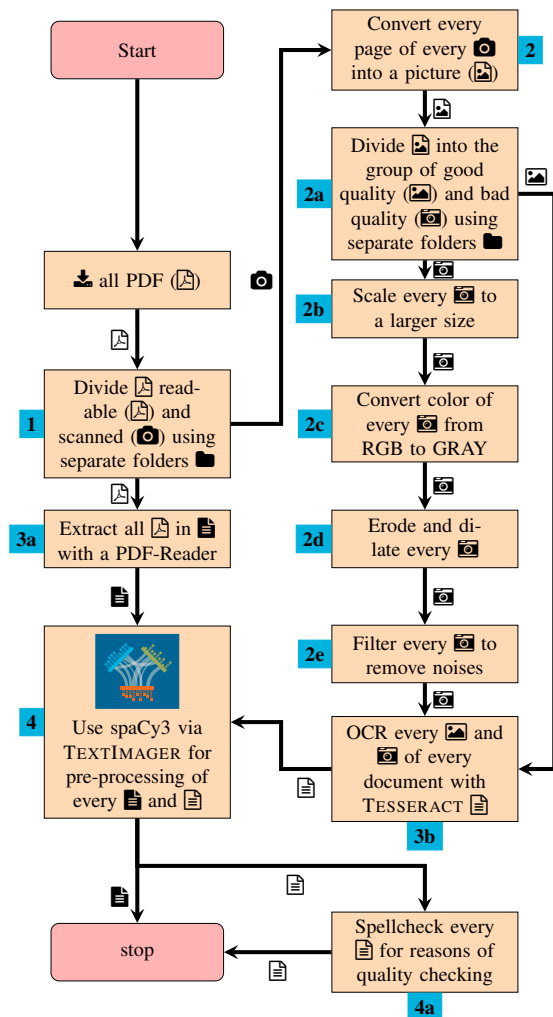 Start
all PDF ( )
1
Divide read-
able ( ) and
scanned ( ) using
separate folders
3a
Extract all in
with a PDF-Reader
4
Use spaCy3 via
TEXTIMAGER for
pre-processing of
every and
stop
Convert every
page of every
into a picture ( )
2
2a
Divide into the
group of good
quality ( ) and bad
quality ( ) using
separate folders
2b
Scale every to
a larger size
2c
Convert color of
every from
RGB to GRAY
2d
Erode and di-
late every
2e
Filter every to
remove noises
OCR every and
of every
document with
TESSERACT
3b
Spellcheck every
for reasons of
quality checking
4a